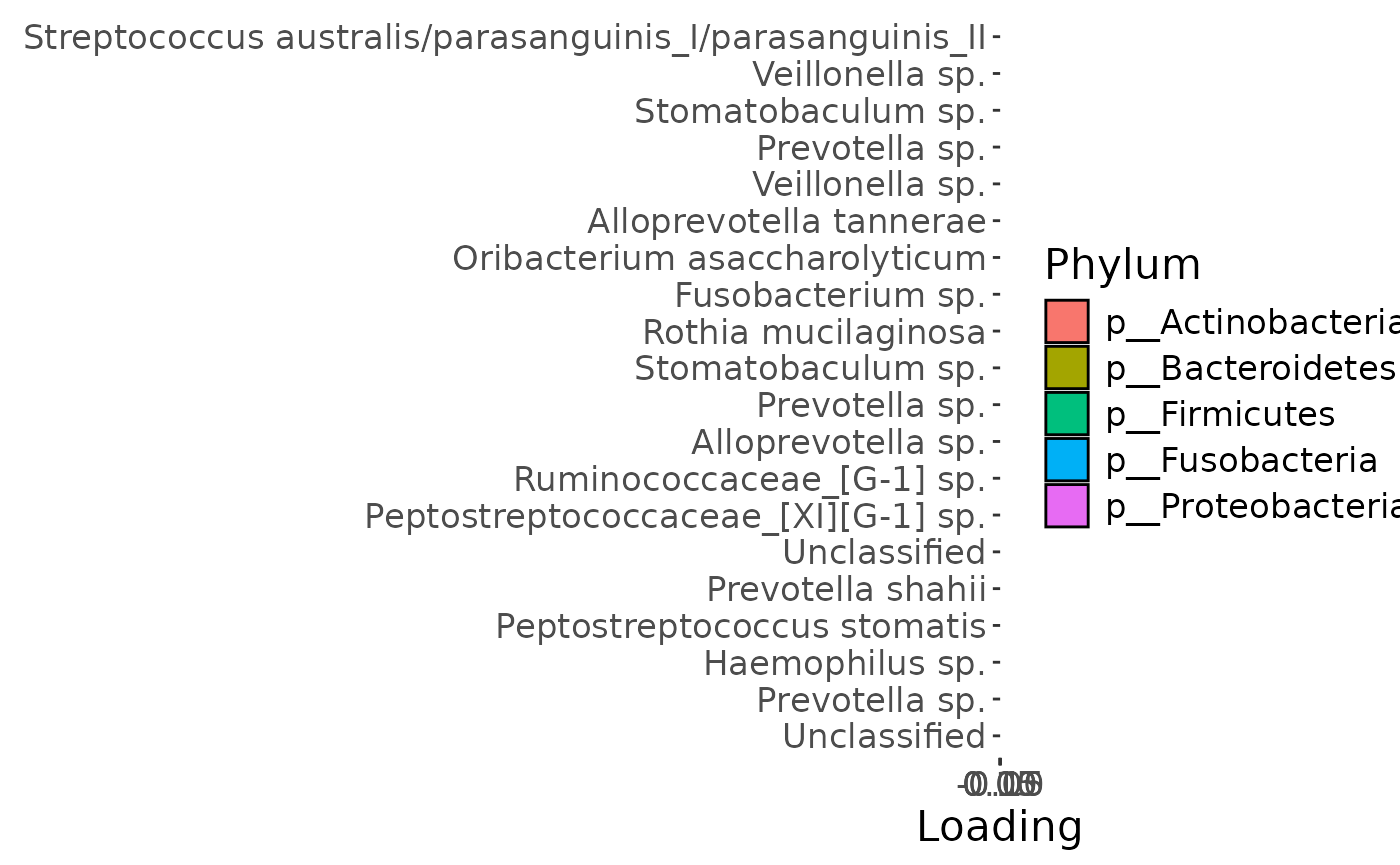 Streptococcus australis/parasanguinis_I/parasanguinis_II
Veillonella sp.
Stomatobaculum sp.
Prevotella sp.
Veillonella sp.
Alloprevotella tannerae
Oribacterium asaccharolyticum
Fusobacterium sp.
Rothia mucilaginosa
Stomatobaculum sp.
Prevotella sp.
Alloprevotella sp.
Ruminococcaceae_[G-1] sp.
Peptostreptococcaceae_[XI][G-1] sp.
Unclassified
Prevotella shahii
Peptostreptococcus stomatis
Haemophilus sp.
Prevotella sp.
Unclassified
Loading
Phylum
p__Actinobacteria
p__Bacteroidetes
p__Firmicutes
p__Fusobacteria
p__Proteobacteria